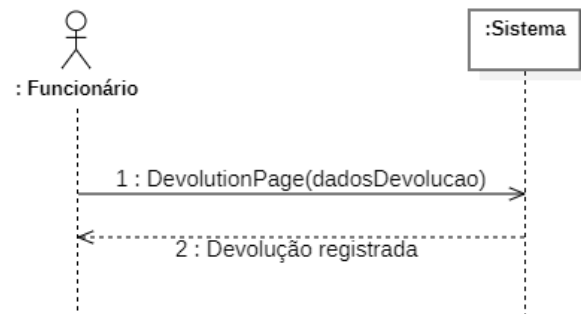 :Sistema
: Funcionário
1 : DevolutionPage(dadosDevolucao)
2 : Devolução registrada